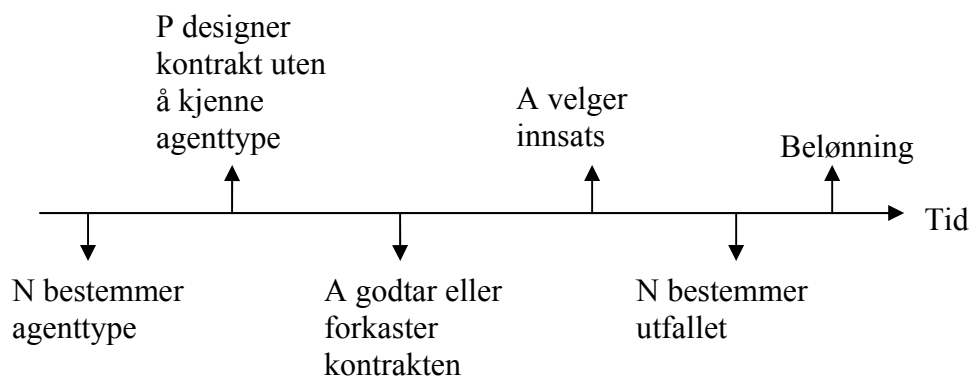 P designer
kontrakt uten
å kjenne
agenttype
A velger
innsats
Belønning
Tid
N bestemmer
agenttype
A godtar eller
forkaster
kontrakten
N bestemmer
utfallet